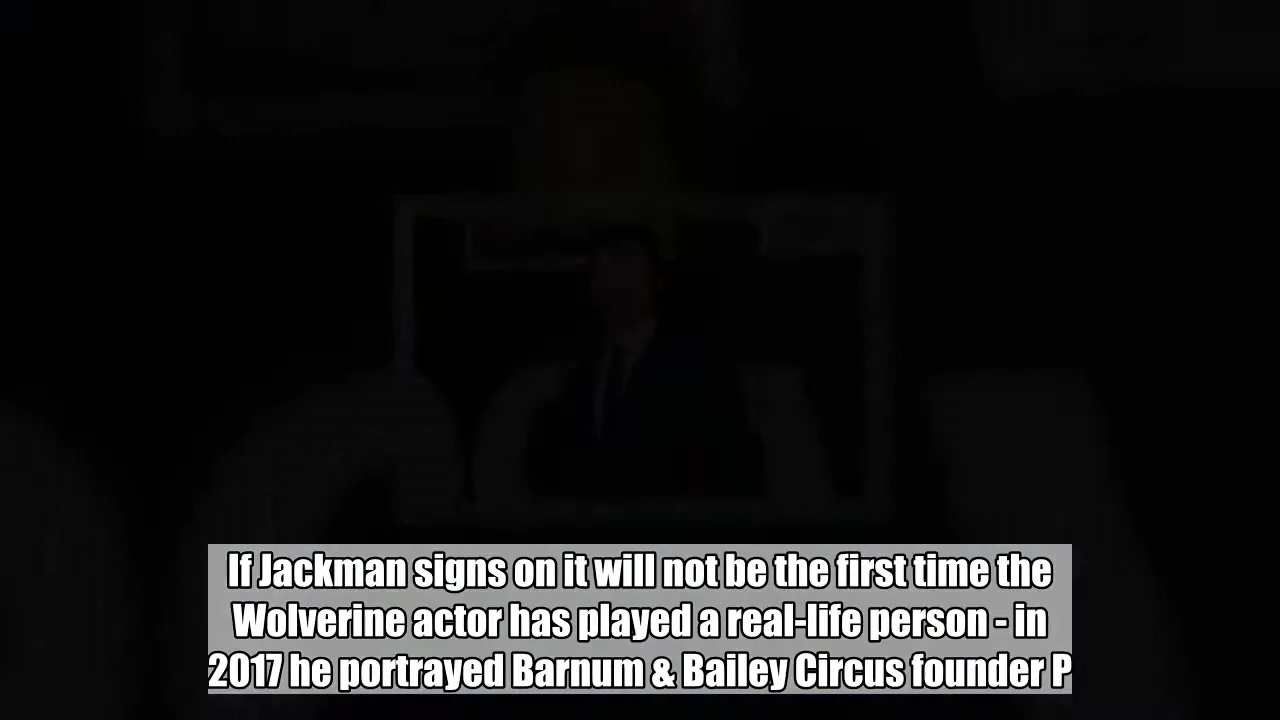 If Jackman signs on it will not be the first time the
Wolverine actor has played a real-life person - in
2017 he portrayed Barnum & Bailey Circus founder P